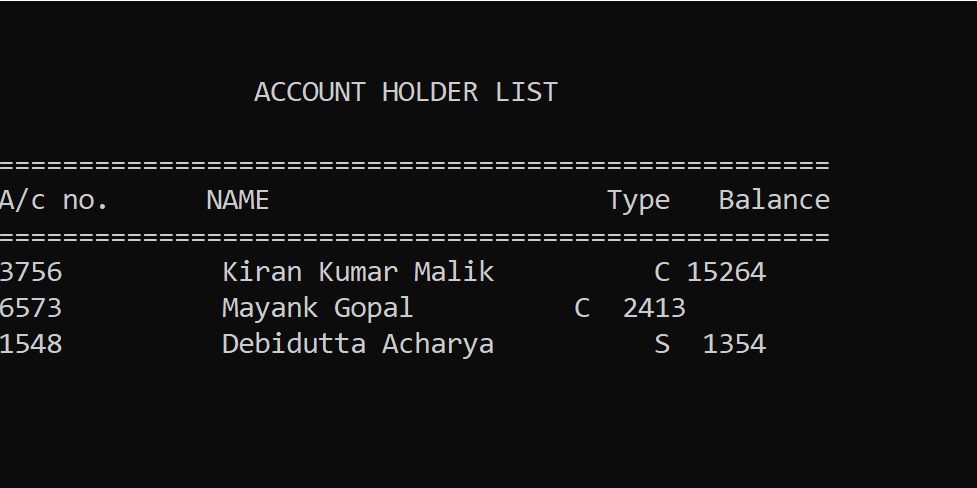 ACCOUNT HOLDER LIST
====================================================
A/c no. NAME Type Balance
====================================================
3756 Kiran Kumar Malik C 15264
6573 Mayank Gopal C 2413
1548 Debidutta Acharya S 1354